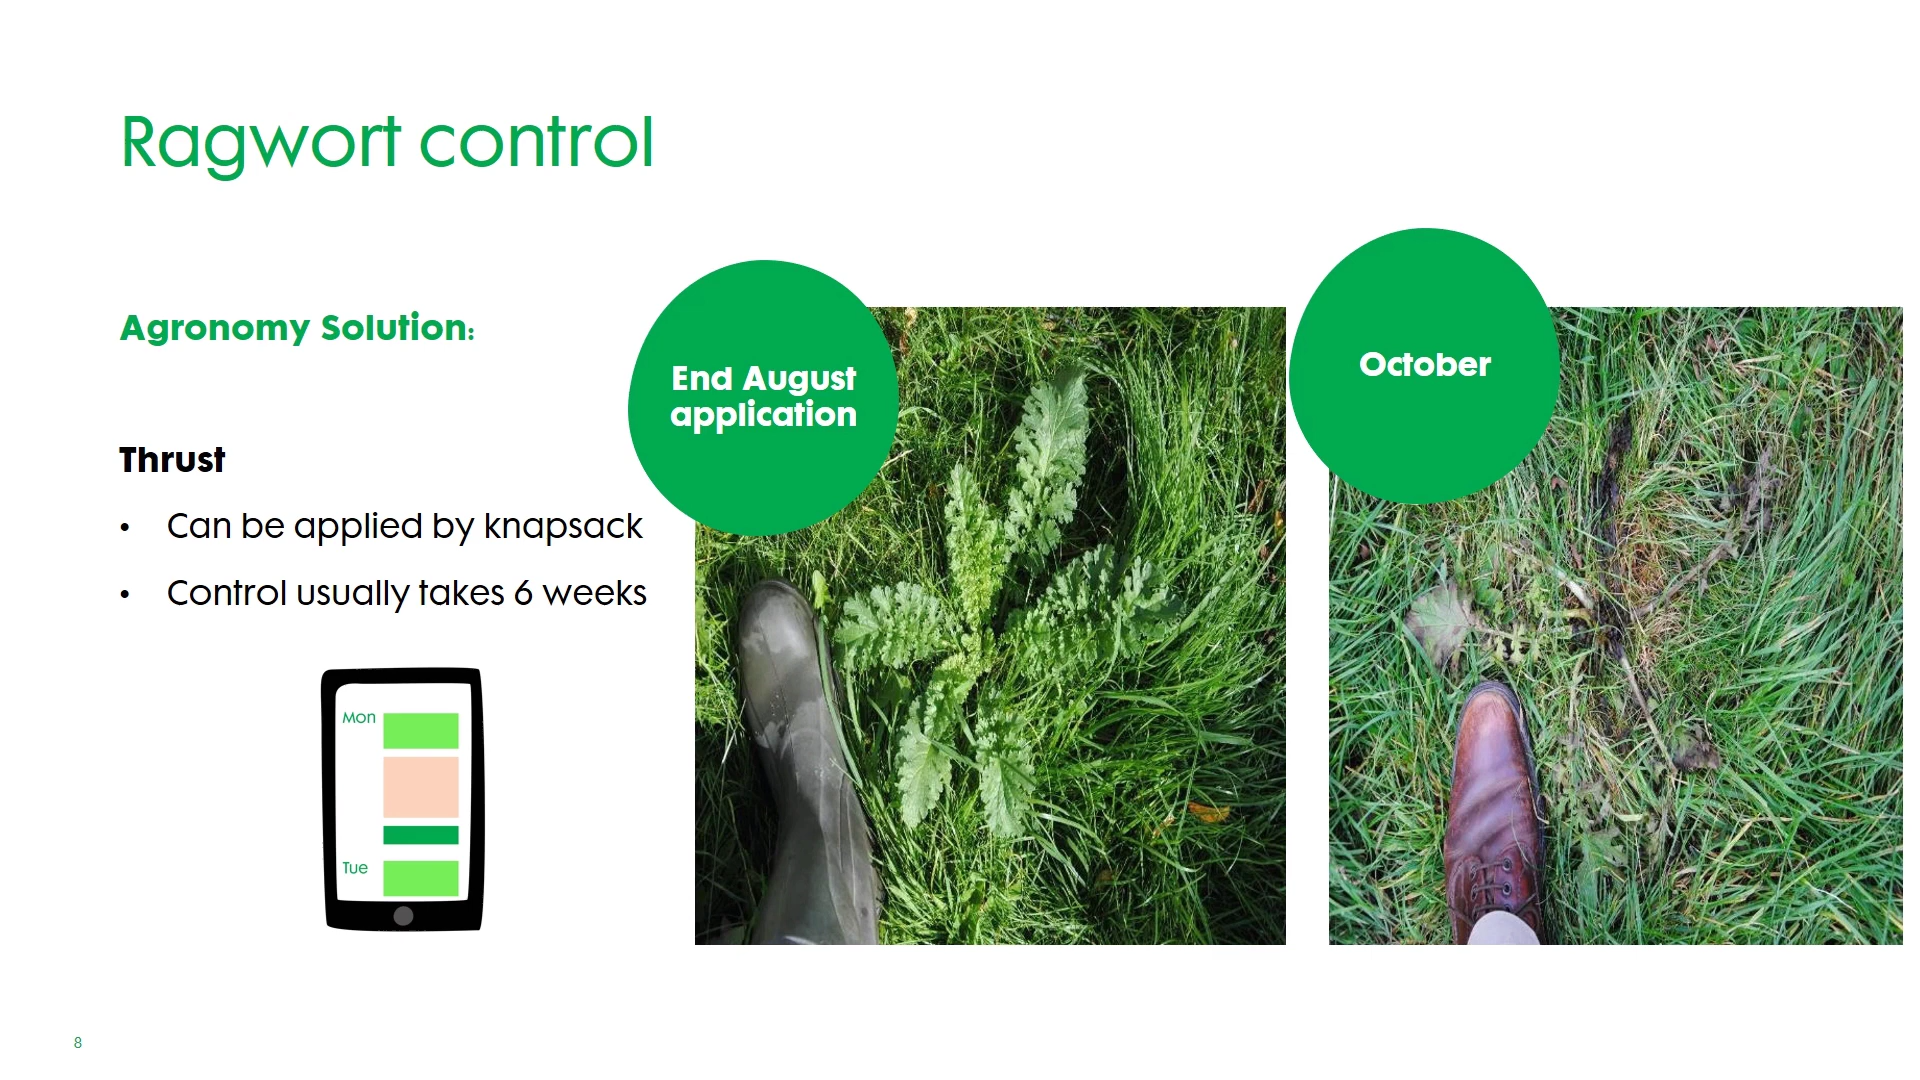 Ragwort control
Agronomy Solution:
Thrust
• Can be applied by knapsack
• Control usually takes 6 weeks
Mon
Tue
End August
application
October
8